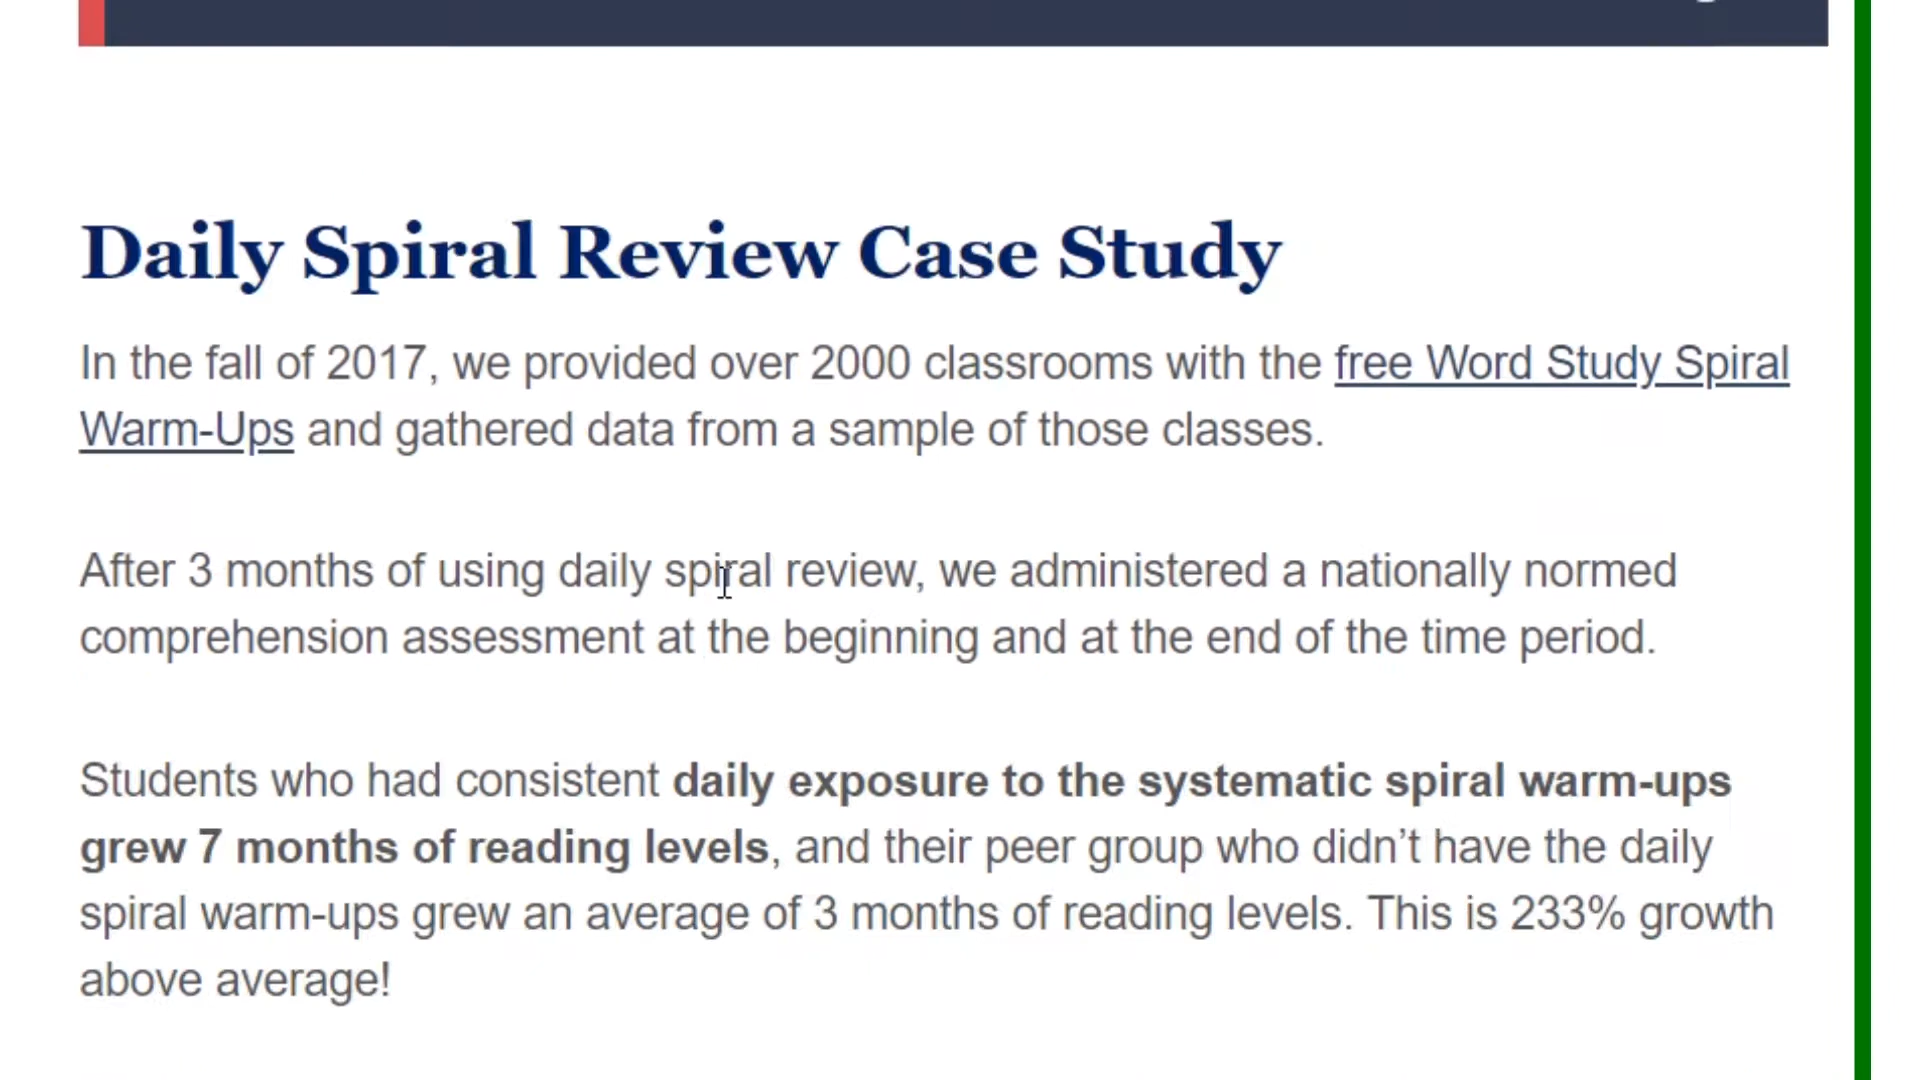 Daily Spiral Review Case Study
In the fall of 2017, we provided over 2000 classrooms with the free Word Study Spiral
Warm-Ups and gathered data from a sample of those classes.
After 3 months of using daily spiral review, we administered a nationally normed
comprehension assessment at the beginning and at the end of the time period.
Students who had consistent daily exposure to the systematic spiral warm-ups
grew 7 months of reading levels, and their peer group who didn’t have the daily
spiral warm-ups grew an average of 3 months of reading levels. This is 233% growth
above average!